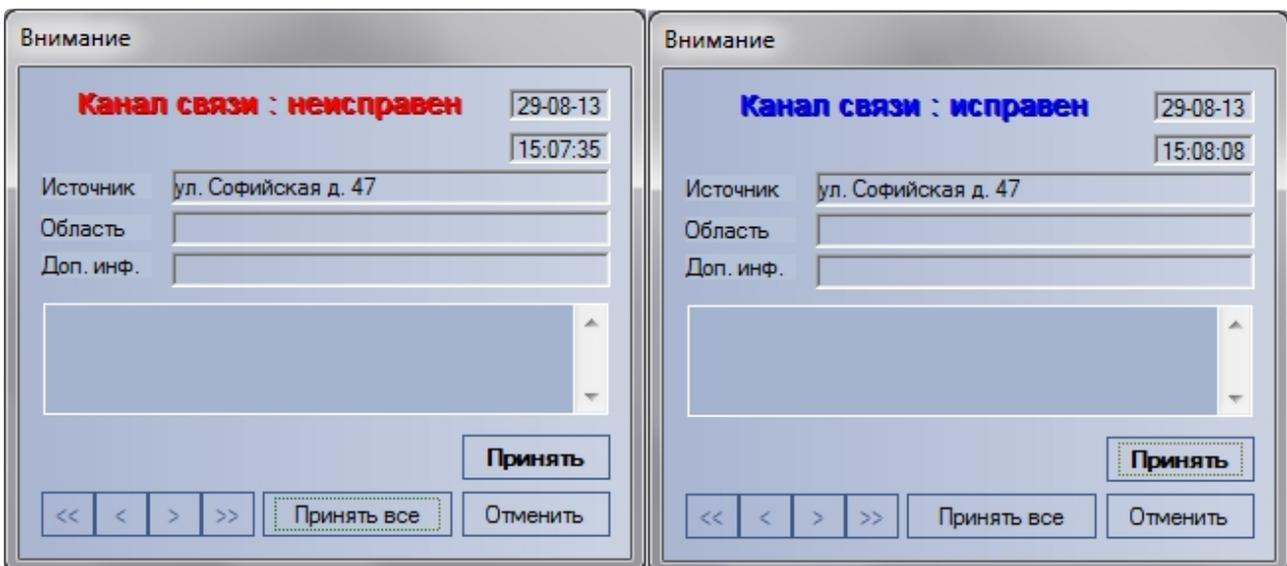 Внимание
Канал связи : неисправен
29-08-13
15:07:35
Источник
ул. Софийская д. 47
Область
Доп. инф.
Принять
<<
<
>
>>
Принять все
Отменить
Внимание
Канал связи : исправен
29-08-13
15:08:08
Источник
ул. Софийская д. 47
Область
Доп. инф.
Принять
<<
<
>
>>
Принять все
Отменить